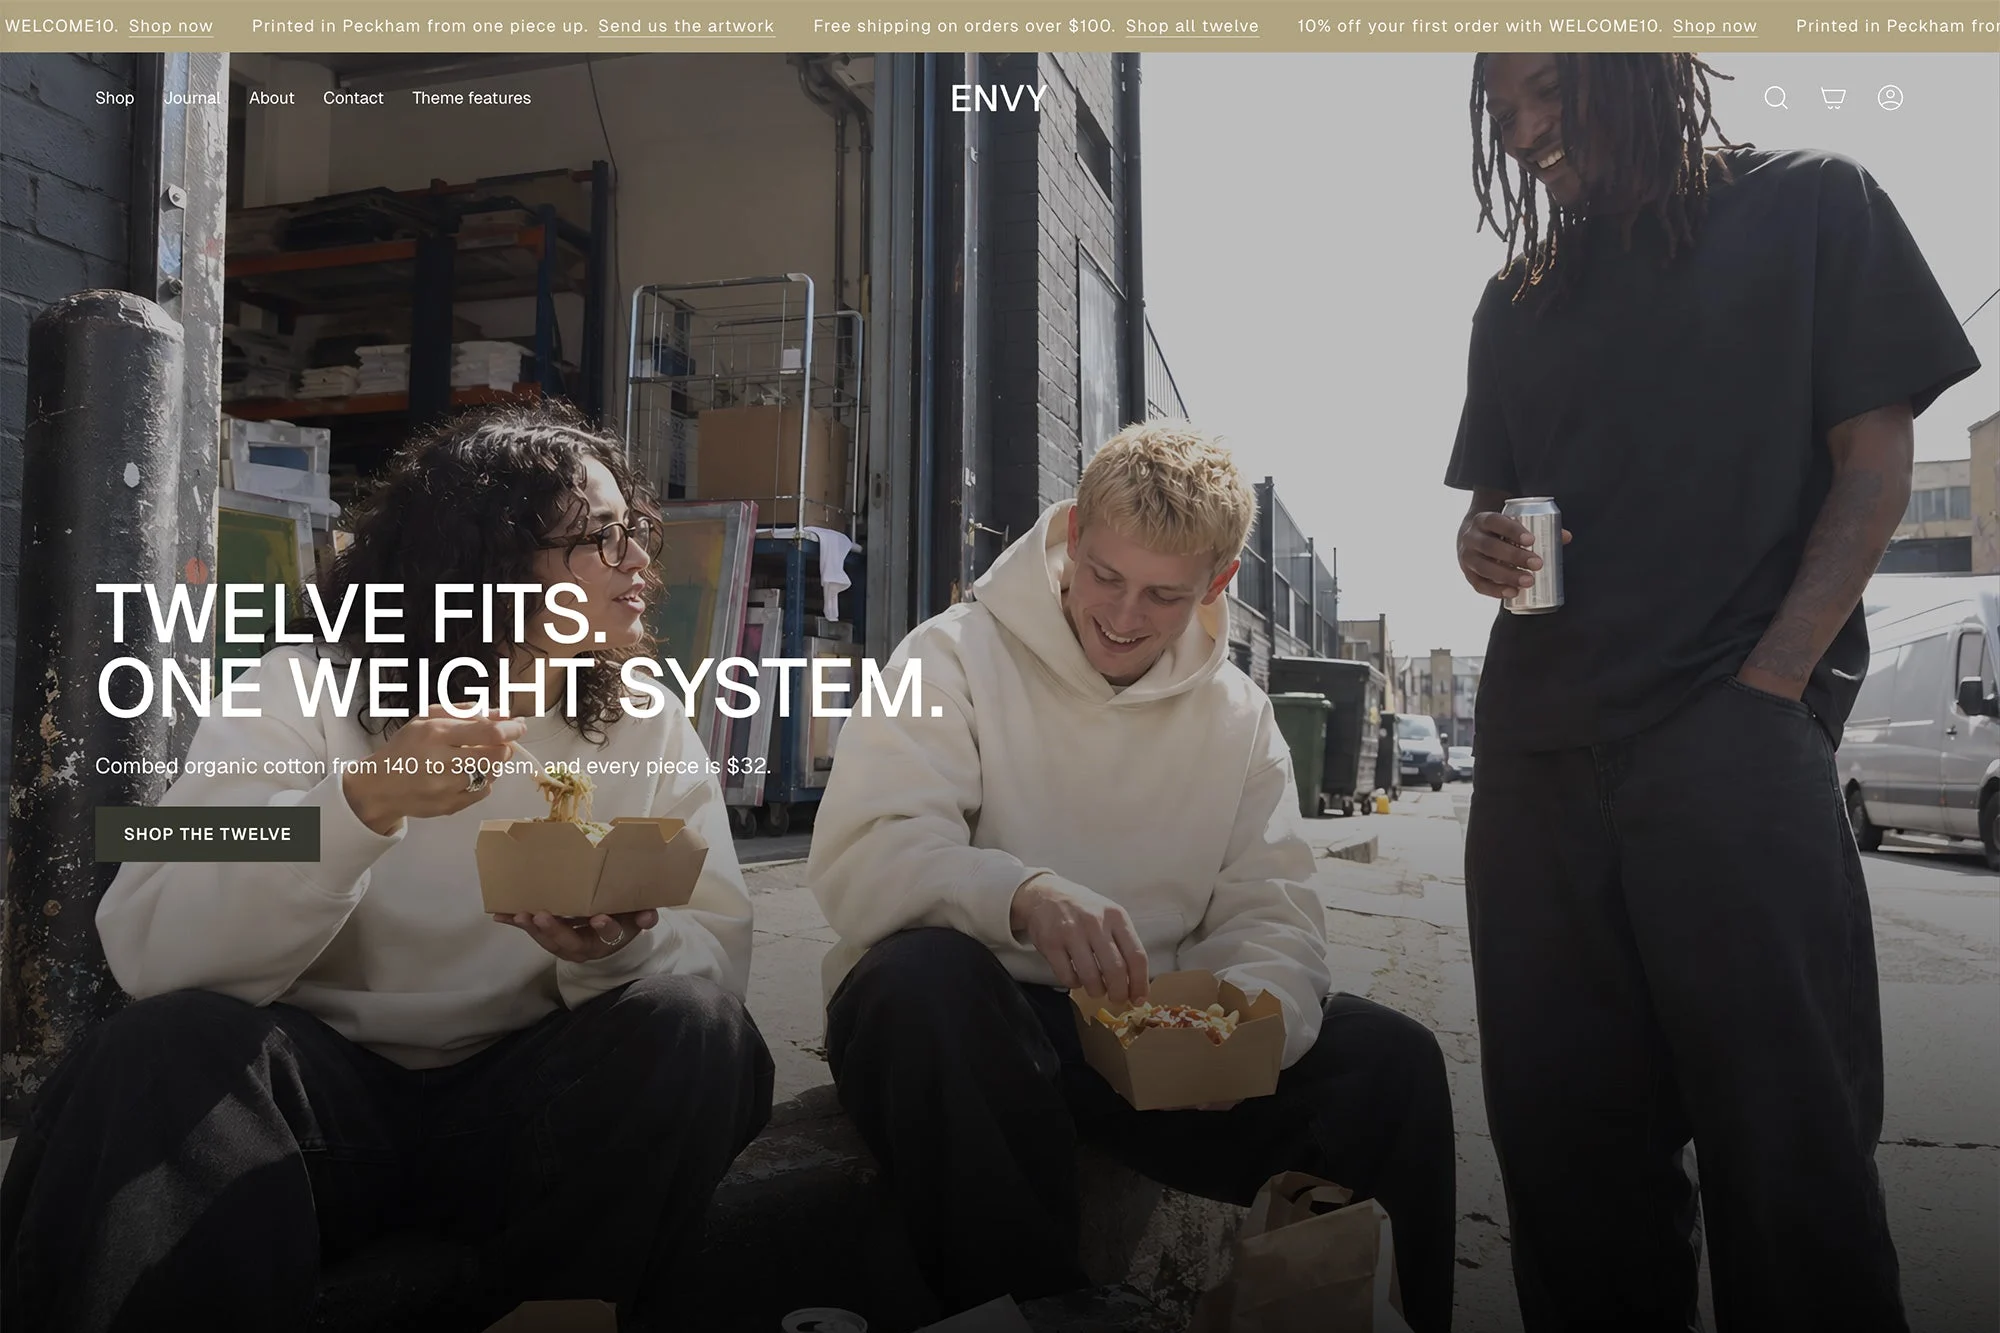 WELCOME10. Shop now Printed in Peckham from one piece up. Send us the artwork Free shipping on orders over $100. Shop all twelve 10% off your first order with WELCOME10. Shop now Printed in Peckham
Shop Journal About Contact Theme features ENVY
TWELVE FITS.
ONE WEIGHT SYSTEM.
Combed organic cotton from 140 to 380gsm, and every piece is $32.
SHOP THE TWELVE